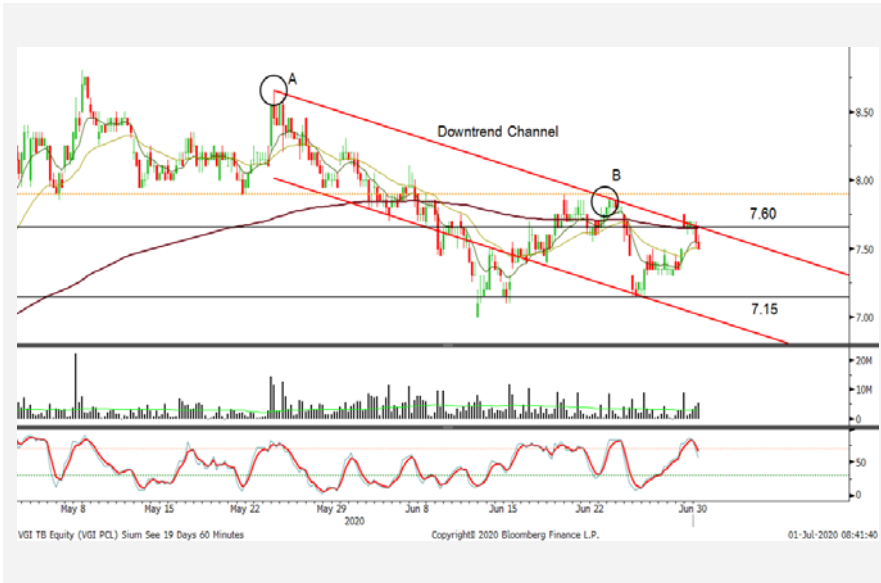 A
8.50
Downtrend Channel
B
8.00
7.60
7.50
7.15
7.00
20M
10M
0
50
0
May 8 May 15 May 22 May 29 Jun 8 Jun 15 Jun 22 Jun 30
2020
VGI TB Equity (VGI PCL) Sium See 19 Days 60 Minutes Copyright© 2020 Bloomberg Finance L.P. 01-Jul-2020 08:41:40